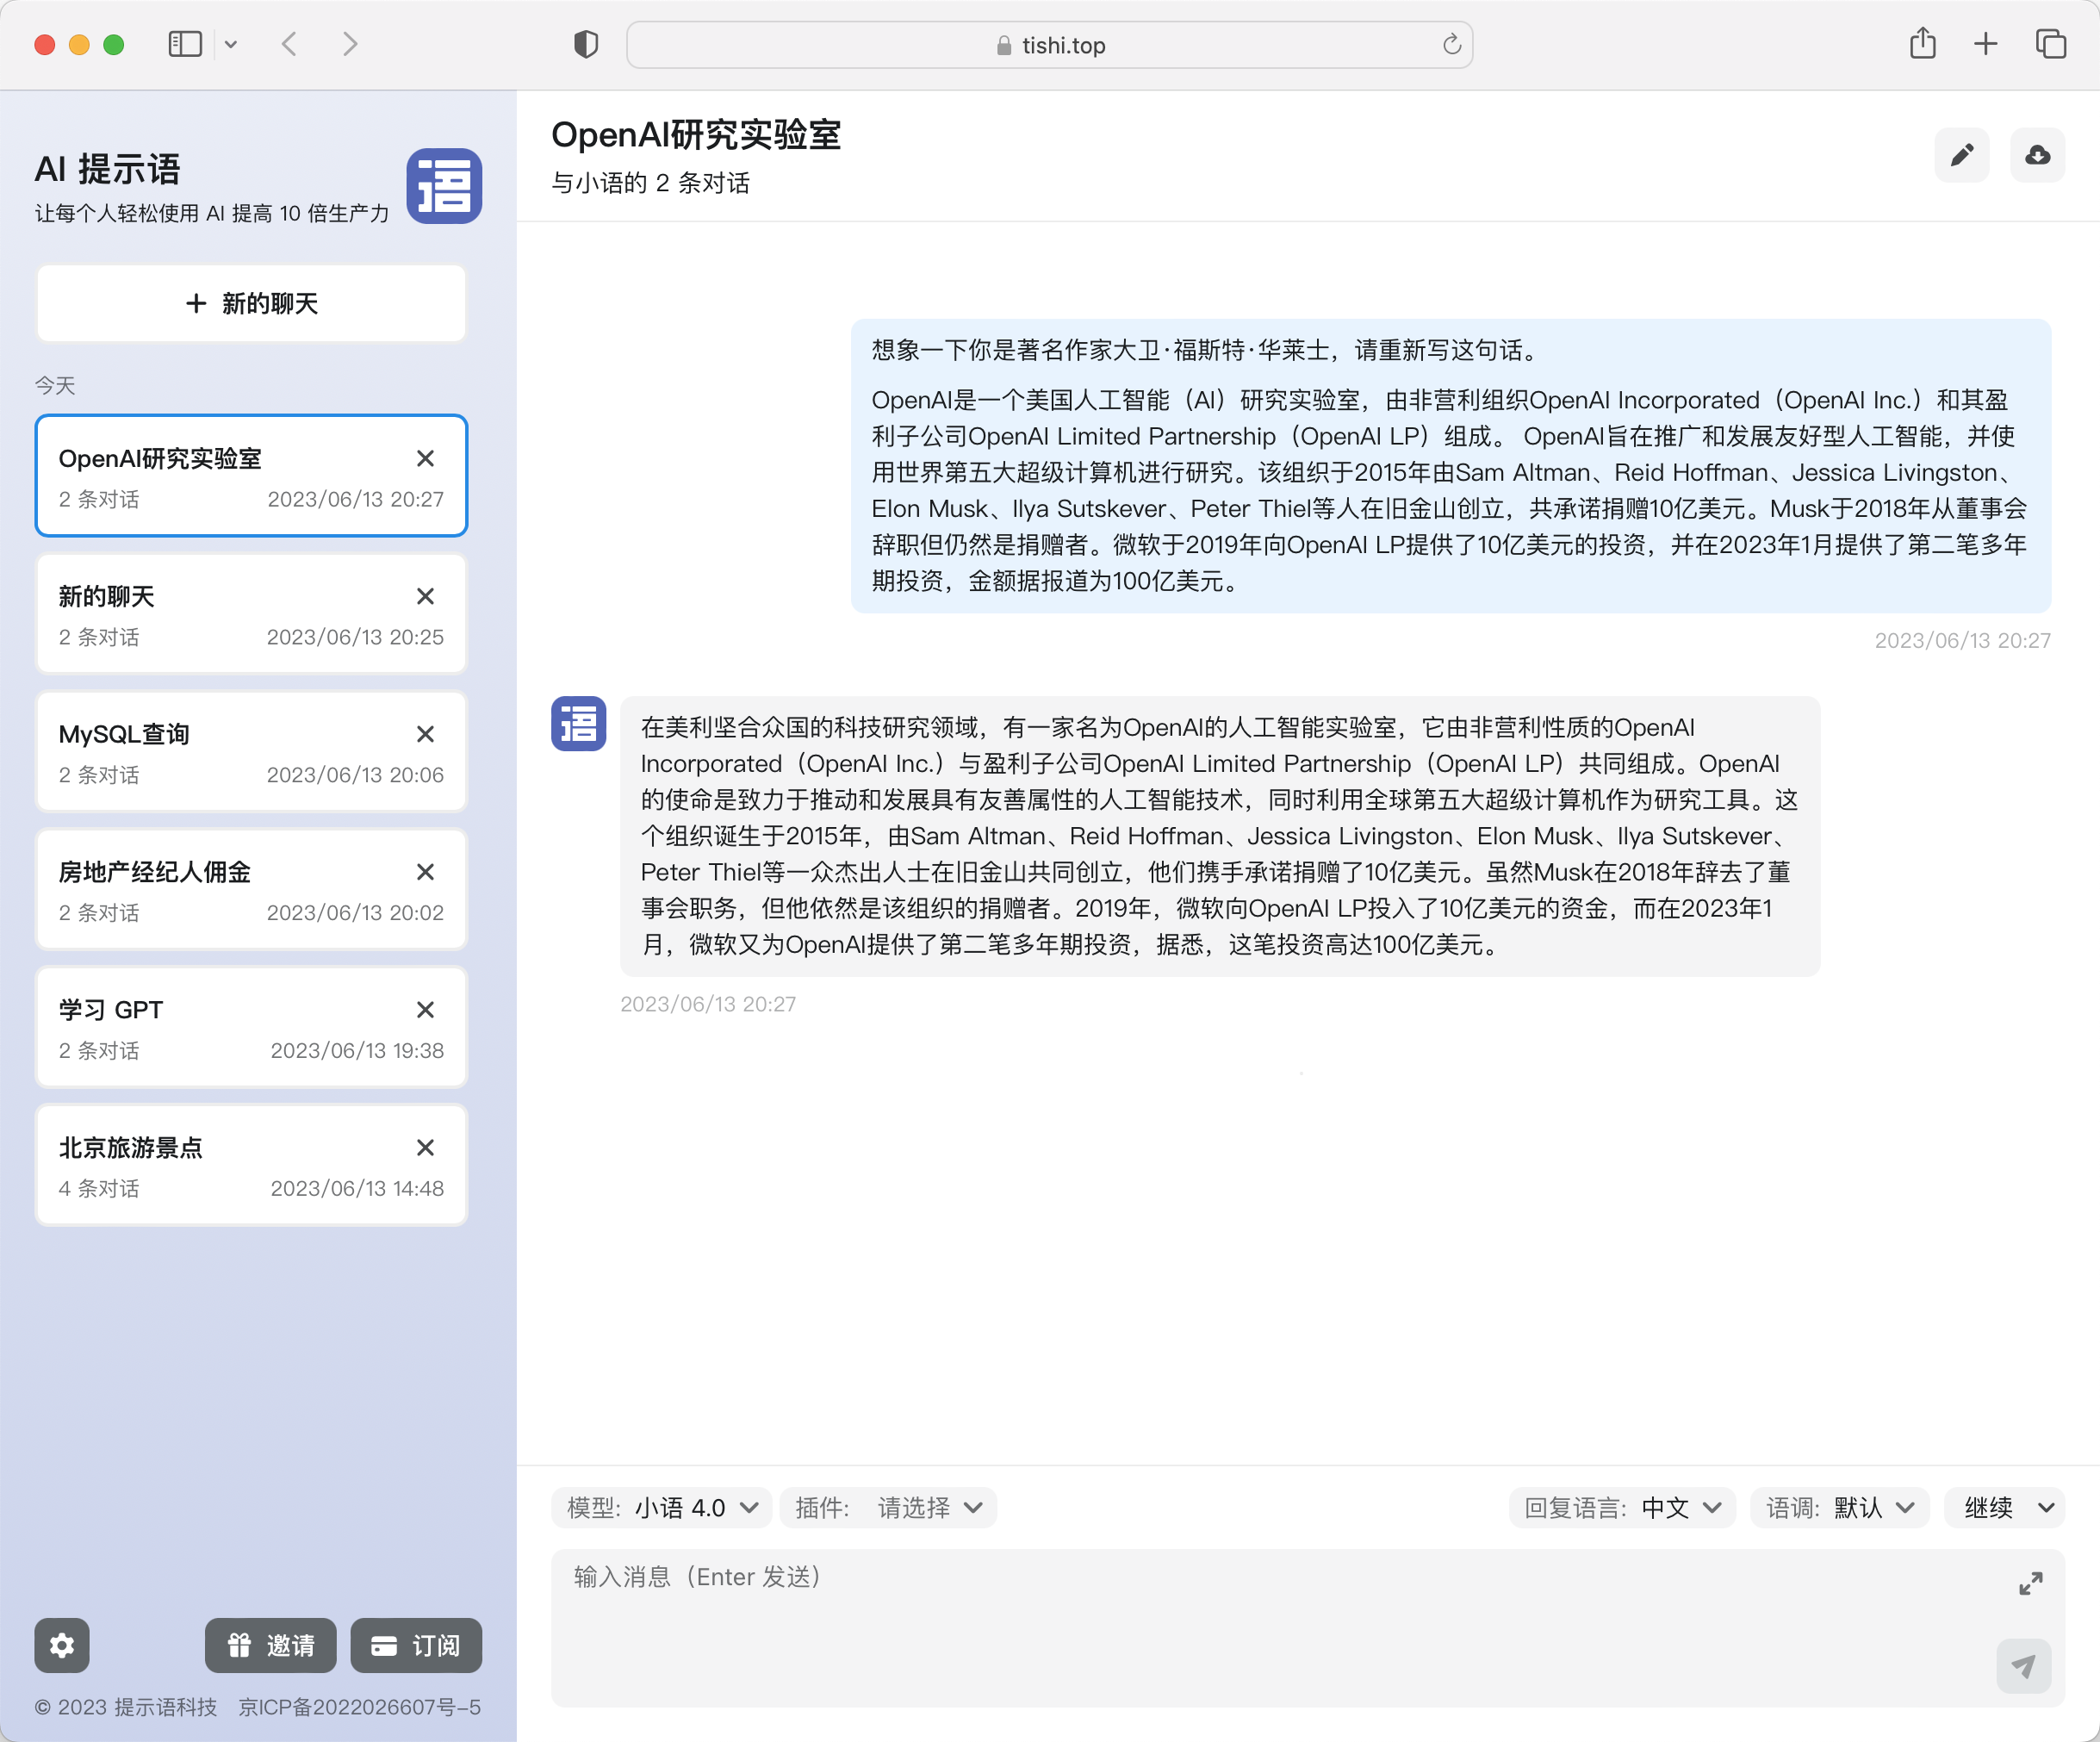 tishi.top
AI 提示语
让每个人轻松使用 AI 提高 10 倍生产力
语
+ 新的聊天
今天
OpenAI研究实验室
2 条对话 2023/06/13 20:27
新的聊天
2 条对话 2023/06/13 20:25
MySQL查询
2 条对话 2023/06/13 20:06
房地产经纪人佣金
2 条对话 2023/06/13 20:02
学习 GPT
2 条对话 2023/06/13 19:38
北京旅游景点
4 条对话 2023/06/13 14:48
邀请 订阅
© 2023 提示语科技 京ICP备2022026607号-5
OpenAI研究实验室
与小语的 2 条对话
想象一下你是著名作家大卫·福斯特·华莱士，请重新写这句话。
OpenAI是一个美国人工智能（AI）研究实验室，由非营利组织OpenAI Incorporated（OpenAI Inc.）和其盈
利子公司OpenAI Limited Partnership（OpenAI LP）组成。 OpenAI旨在推广和发展友好型人工智能，并使
用世界第五大超级计算机进行研究。该组织于2015年由Sam Altman、Reid Hoffman、Jessica Livingston、
Elon Musk、Ilya Sutskever、Peter Thiel等人在旧金山创立，共承诺捐赠10亿美元。Musk于2018年从董事会
辞职但仍然是捐赠者。微软于2019年向OpenAI LP提供了10亿美元的投资，并在2023年1月提供了第二笔多年
期投资，金额据报道为100亿美元。
2023/06/13 20:27
语
在美利坚合众国的科技研究领域，有一家名为OpenAI的人工智能实验室，它由非营利性质的OpenAI
Incorporated（OpenAI Inc.）与盈利子公司OpenAI Limited Partnership（OpenAI LP）共同组成。OpenAI
的使命是致力于推动和发展具有友善属性的人工智能技术，同时利用全球第五大超级计算机作为研究工具。这
个组织诞生于2015年，由Sam Altman、Reid Hoffman、Jessica Livingston、Elon Musk、Ilya Sutskever、
Peter Thiel等一众杰出人士在旧金山共同创立，他们携手承诺捐赠了10亿美元。虽然Musk在2018年辞去了董
事会职务，但他依然是该组织的捐赠者。2019年，微软向OpenAI LP投入了10亿美元的资金，而在2023年1
月，微软又为OpenAI提供了第二笔多年期投资，据悉，这笔投资高达100亿美元。
2023/06/13 20:27
模型: 小语 4.0 插件: 请选择 回复语言: 中文 语调: 默认 继续
输入消息（Enter 发送）